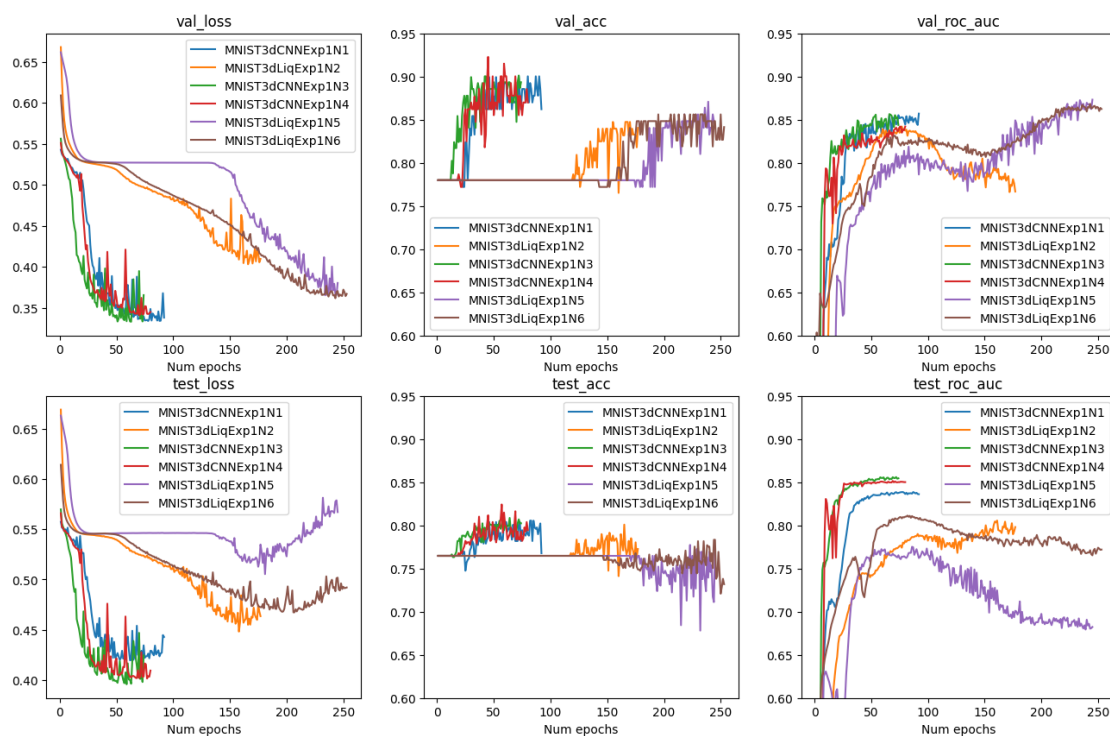 val_loss
0.65
0.60
0.55
0.50
0.45
0.40
0.35
0
50
100
150
200
250
Num epochs
MNIST3dCNNExp1N1
MNIST3dLiqExp1N2
MNIST3dCNNExp1N3
MNIST3dCNNExp1N4
MNIST3dLiqExp1N5
MNIST3dLiqExp1N6
val_acc
0.95
0.90
0.85
0.80
0.75
0.70
0.65
0.60
0
50
100
150
200
250
Num epochs
MNIST3dCNNExp1N1
MNIST3dLiqExp1N2
MNIST3dCNNExp1N3
MNIST3dCNNExp1N4
MNIST3dLiqExp1N5
MNIST3dLiqExp1N6
val_roc_auc
0.95
0.90
0.85
0.80
0.75
0.70
0.65
0.60
0
50
100
150
200
250
Num epochs
MNIST3dCNNExp1N1
MNIST3dLiqExp1N2
MNIST3dCNNExp1N3
MNIST3dCNNExp1N4
MNIST3dLiqExp1N5
MNIST3dLiqExp1N6
test_loss
0.65
0.60
0.55
0.50
0.45
0.40
0
50
100
150
200
250
Num epochs
MNIST3dCNNExp1N1
MNIST3dLiqExp1N2
MNIST3dCNNExp1N3
MNIST3dCNNExp1N4
MNIST3dLiqExp1N5
MNIST3dLiqExp1N6
test_acc
0.95
0.90
0.85
0.80
0.75
0.70
0.65
0.60
0
50
100
150
200
250
Num epochs
MNIST3dCNNExp1N1
MNIST3dLiqExp1N2
MNIST3dCNNExp1N3
MNIST3dCNNExp1N4
MNIST3dLiqExp1N5
MNIST3dLiqExp1N6
test_roc_auc
0.95
0.90
0.85
0.80
0.75
0.70
0.65
0.60
0
50
100
150
200
250
Num epochs
MNIST3dCNNExp1N1
MNIST3dLiqExp1N2
MNIST3dCNNExp1N3
MNIST3dCNNExp1N4
MNIST3dLiqExp1N5
MNIST3dLiqExp1N6